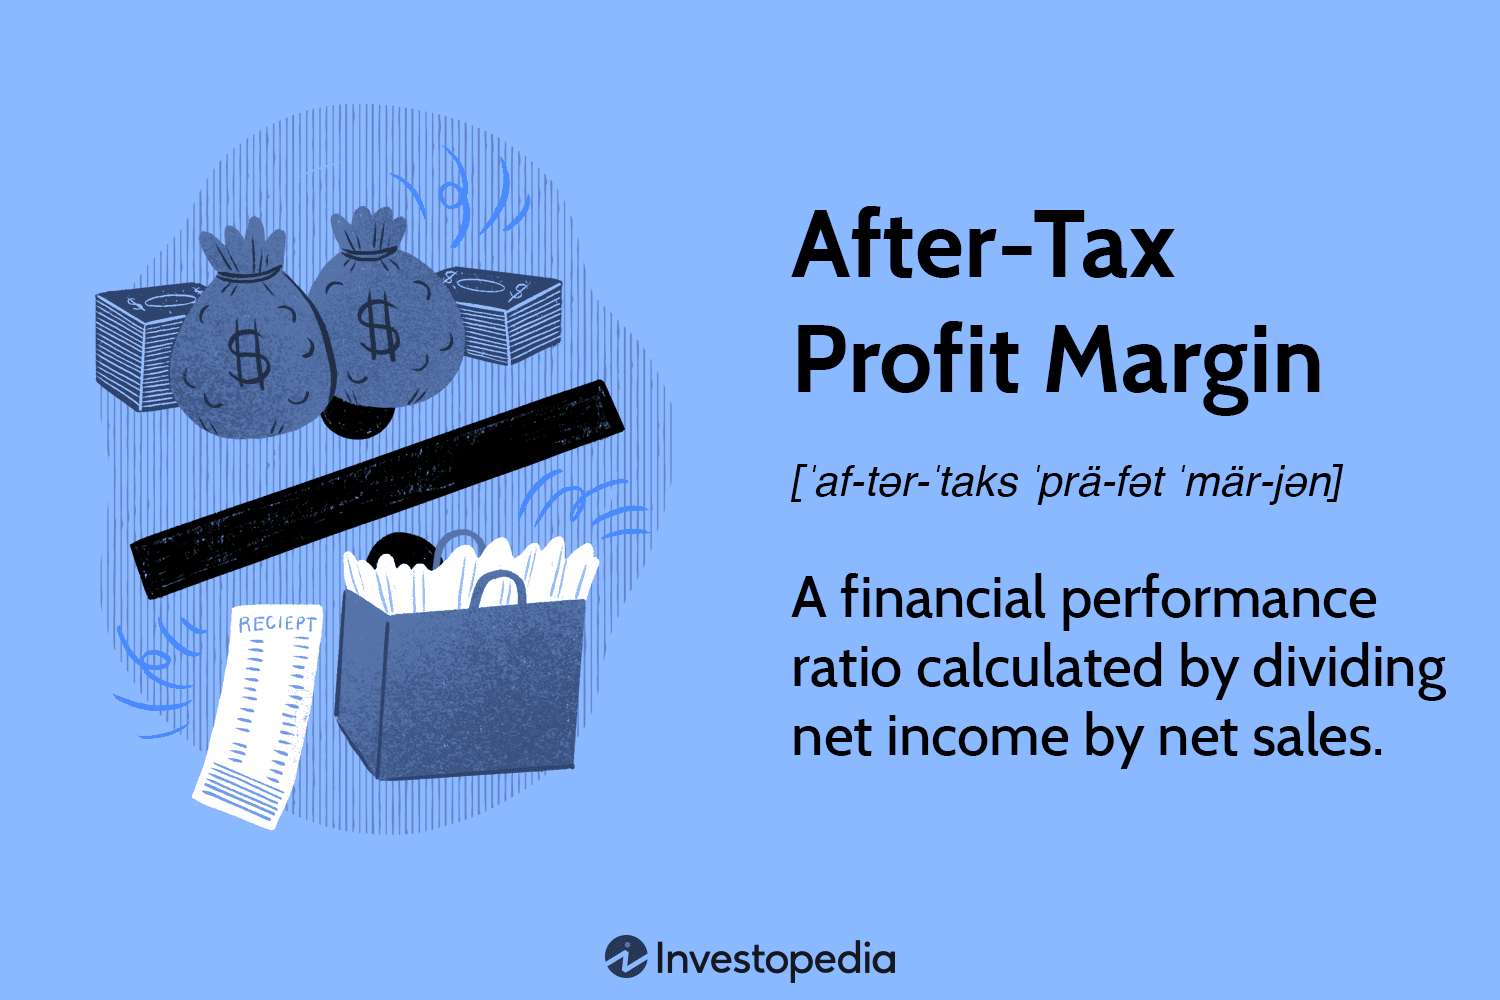 After-Tax
Profit Margin
[ˈaf-tər-ˈtaks ˈprä-fət ˈmär-jən]
A financial performance
ratio calculated by dividing
net income by net sales.
$
$
$
$
$
$
RECIEPT
Investopedia